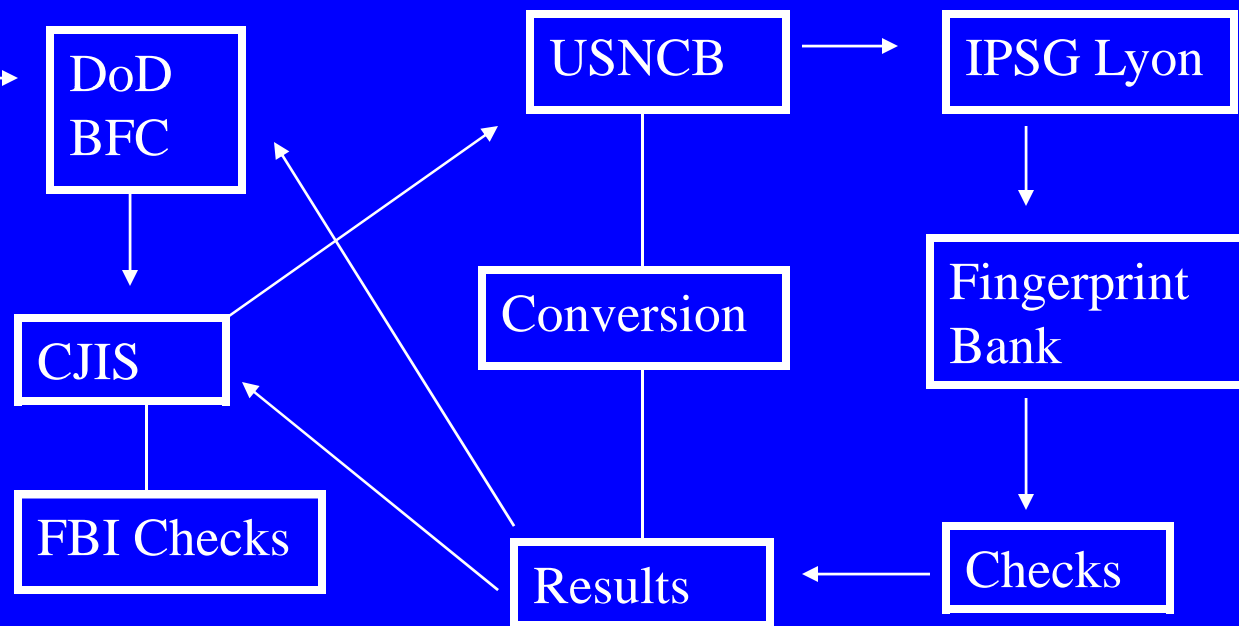 DoD
BFC
USNCB
IPSG Lyon
CJIS
Conversion
Fingerprint
Bank
FBI Checks
Results
Checks